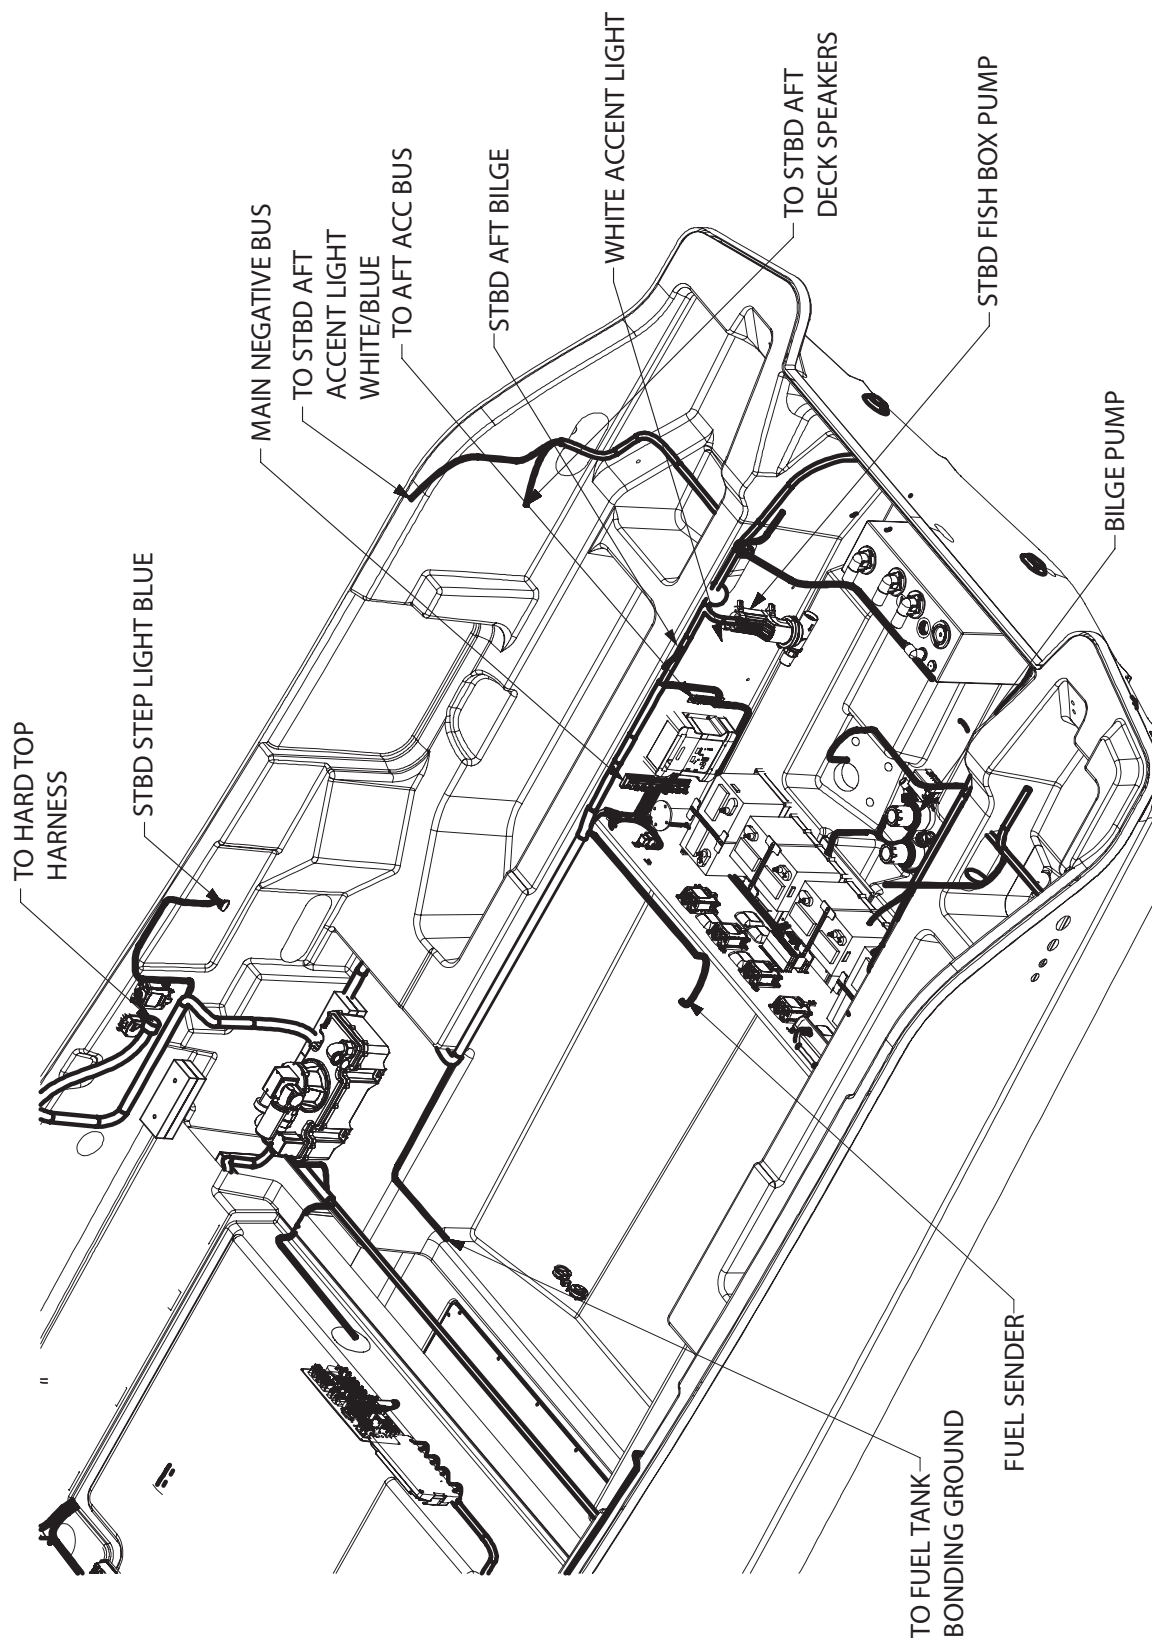 TO HARD TOP
HARNESS
STBD STEP LIGHT BLUE
MAIN NEGATIVE BUS
TO STBD AFT
ACCENT LIGHT
WHITE/BLUE
TO AFT ACC BUS
STBD AFT BILGE
WHITE ACCENT LIGHT
TO STBD AFT
DECK SPEAKERS
STBD FISH BOX PUMP
BILGE PUMP
FUEL SENDER
TO FUEL TANK
BONDING GROUND
"